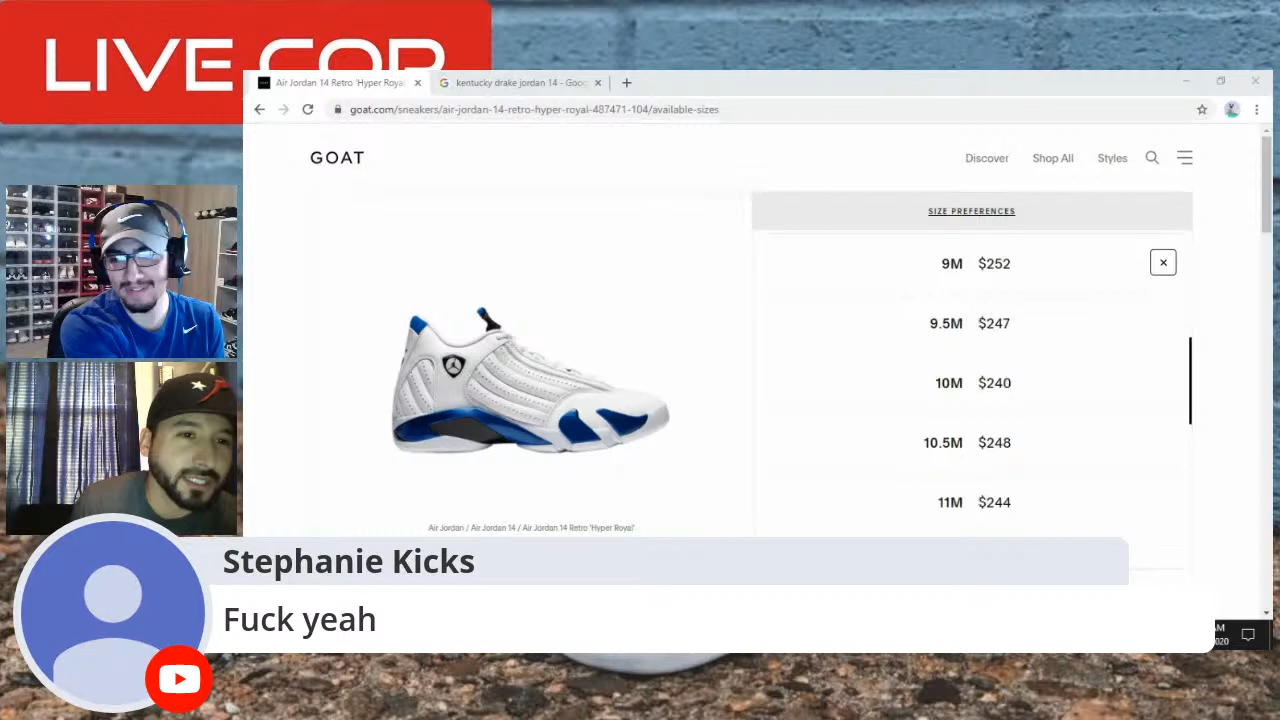 LIVE COP
Air Jordan 14 Retro 'Hyper Roya
kentucky drake jordan 14 - Goo
goat.com/sneakers/air-jordan-14-retro-hyper-royal-487471-104/available-sizes
GOAT
Discover
Shop All
Styles
SIZE PREFERENCES
9M $252
9.5M $247
10M $240
10.5M $248
11M $244
Air Jordan / Air Jordan 14 / Air Jordan 14 Retro 'Hyper Royal'
Stephanie Kicks
Fuck yeah
AM
020